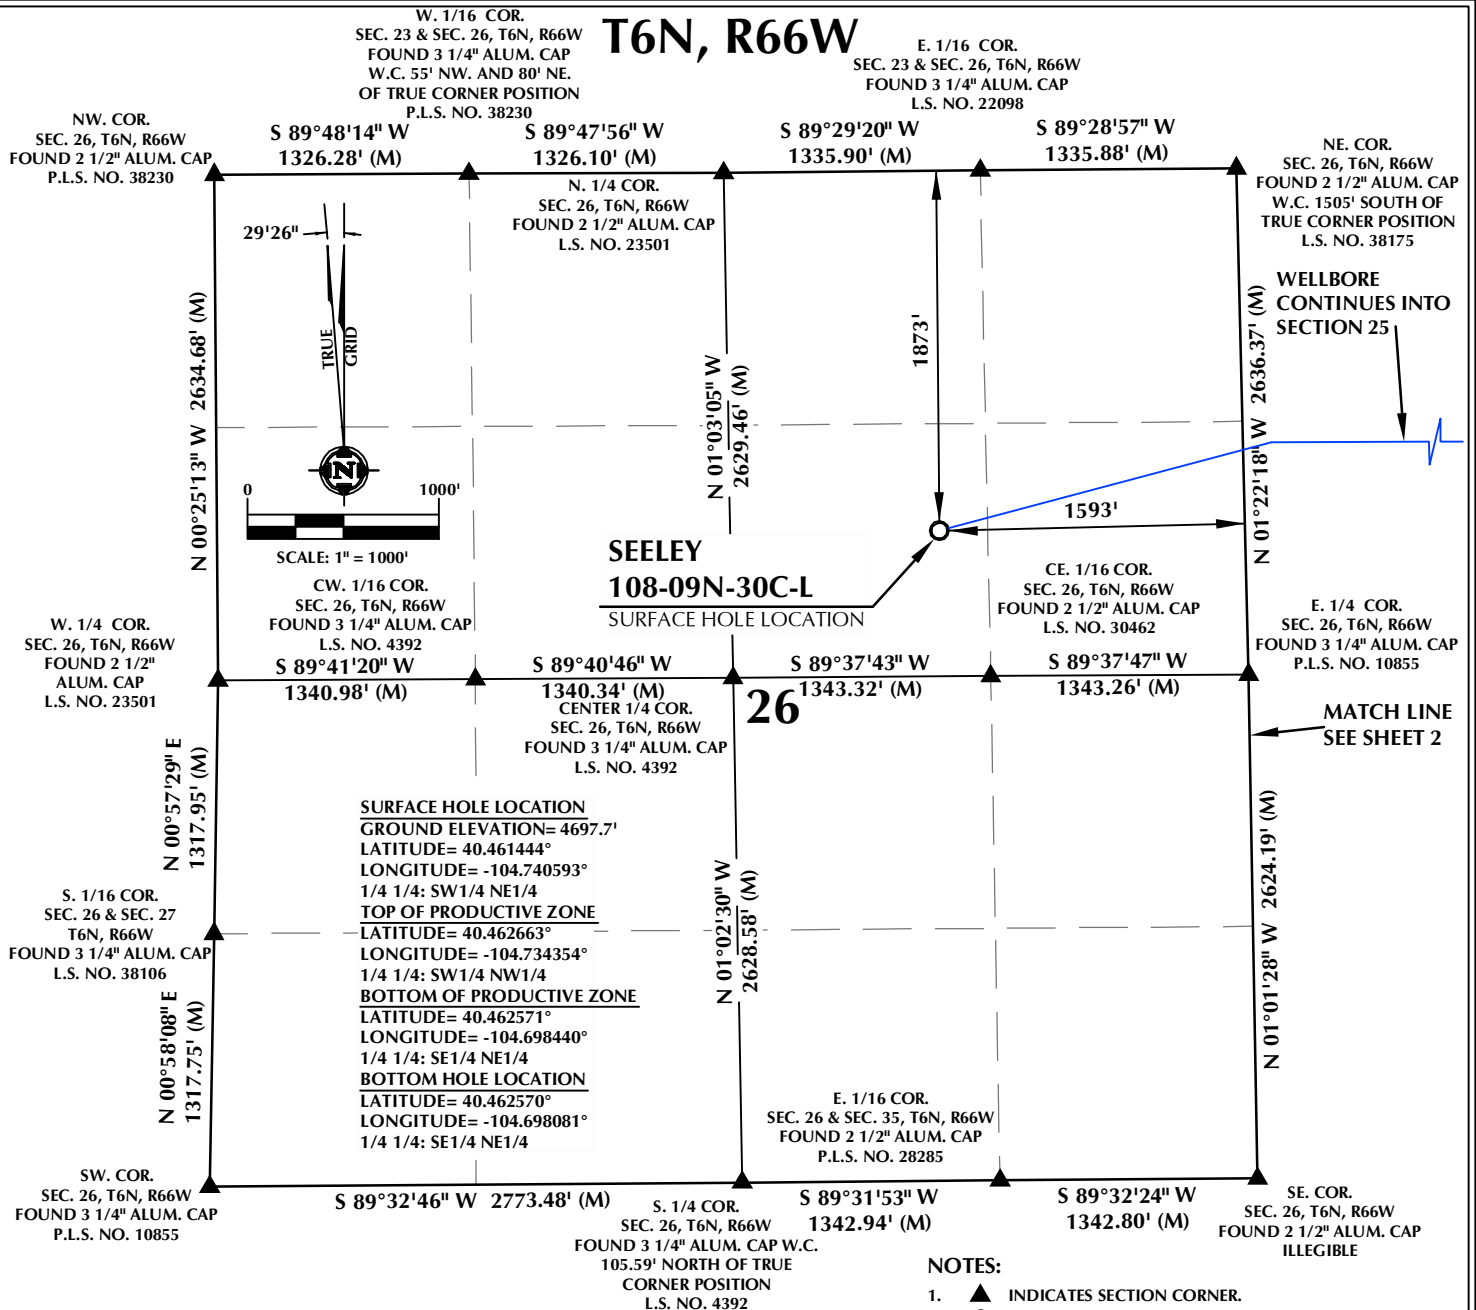 T6N, R66W
W. 1/16 COR.
SEC. 23 & SEC. 26, T6N, R66W
FOUND 3 1/4" ALUM. CAP
W.C. 55' NW. AND 80' NE.
OF TRUE CORNER POSITION
P.L.S. NO. 38230
E. 1/16 COR.
SEC. 23 & SEC. 26, T6N, R66W
FOUND 3 1/4" ALUM. CAP
L.S. NO. 22098
NW. COR.
SEC. 26, T6N, R66W
FOUND 2 1/2" ALUM. CAP
P.L.S. NO. 38230
S 89°48'14" W
1326.28' (M)
S 89°47'56" W
1326.10' (M)
S 89°29'20" W
1335.90' (M)
S 89°28'57" W
1335.88' (M)
NE. COR.
SEC. 26, T6N, R66W
FOUND 2 1/2" ALUM. CAP
W.C. 1505' SOUTH OF
TRUE CORNER POSITION
L.S. NO. 38175
N. 1/4 COR.
SEC. 26, T6N, R66W
FOUND 2 1/2" ALUM. CAP
L.S. NO. 23501
29'26"
TRUE
GRID
N
0 1000'
SCALE: 1" = 1000'
N 00°25'13" W 2634.68' (M)
N 01°03'05" W
2629.46' (M)
1873'
1593'
N 01°22'18" W 2636.37' (M)
WELLBORE
CONTINUES INTO
SECTION 25
SEELEY
108-09N-30C-L
SURFACE HOLE LOCATION
CW. 1/16 COR.
SEC. 26, T6N, R66W
FOUND 3 1/4" ALUM. CAP
L.S. NO. 4392
CE. 1/16 COR.
SEC. 26, T6N, R66W
FOUND 2 1/2" ALUM. CAP
L.S. NO. 30462
W. 1/4 COR.
SEC. 26, T6N, R66W
FOUND 2 1/2"
ALUM. CAP
L.S. NO. 23501
E. 1/4 COR.
SEC. 26, T6N, R66W
FOUND 3 1/4" ALUM. CAP
P.L.S. NO. 10855
S 89°41'20" W
1340.98' (M)
S 89°40'46" W
1340.34' (M)
S 89°37'43" W
1343.32' (M)
S 89°37'47" W
1343.26' (M)
CENTER 1/4 COR.
SEC. 26, T6N, R66W
FOUND 3 1/4" ALUM. CAP
L.S. NO. 4392
26
MATCH LINE
SEE SHEET 2
N 00°57'29" E
1317.95' (M)
SURFACE HOLE LOCATION
GROUND ELEVATION= 4697.7'
LATITUDE= 40.461444°
LONGITUDE= -104.740593°
1/4 1/4: SW1/4 NE1/4
TOP OF PRODUCTIVE ZONE
LATITUDE= 40.462663°
LONGITUDE= -104.734354°
1/4 1/4: SW1/4 NW1/4
BOTTOM OF PRODUCTIVE ZONE
LATITUDE= 40.462571°
LONGITUDE= -104.698440°
1/4 1/4: SE1/4 NE1/4
BOTTOM HOLE LOCATION
LATITUDE= 40.462570°
LONGITUDE= -104.698081°
1/4 1/4: SE1/4 NE1/4
N 01°02'30" W
2628.58' (M)
N 01°01'28" W 2624.19' (M)
S. 1/16 COR.
SEC. 26 & SEC. 27
T6N, R66W
FOUND 3 1/4" ALUM. CAP
L.S. NO. 38106
N 00°58'08" E
1317.75' (M)
E. 1/16 COR.
SEC. 26 & SEC. 35, T6N, R66W
FOUND 2 1/2" ALUM. CAP
P.L.S. NO. 28285
SW. COR.
SEC. 26, T6N, R66W
FOUND 3 1/4" ALUM. CAP
P.L.S. NO. 10855
S 89°32'46" W 2773.48' (M)
S. 1/4 COR.
SEC. 26, T6N, R66W
FOUND 3 1/4" ALUM. CAP W.C.
105.59' NORTH OF TRUE
CORNER POSITION
L.S. NO. 4392
S 89°31'53" W
1342.94' (M)
S 89°32'24" W
1342.80' (M)
SE. COR.
SEC. 26, T6N, R66W
FOUND 2 1/2" ALUM. CAP
ILLEGIBLE
NOTES:
1. ▲ INDICATES SECTION CORNER.